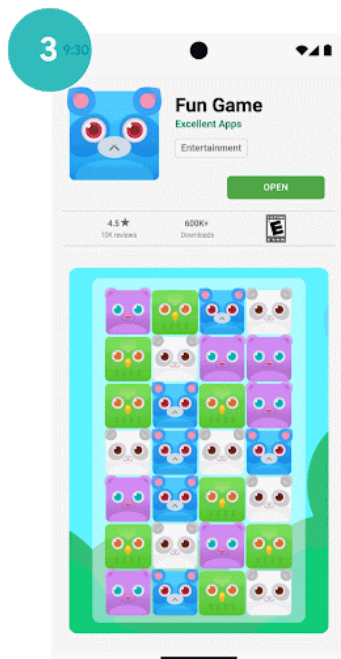 3
9:30
Fun Game
Excellent Apps
Entertainment
OPEN
4.5★ 600K+
10K reviews Downloads
E